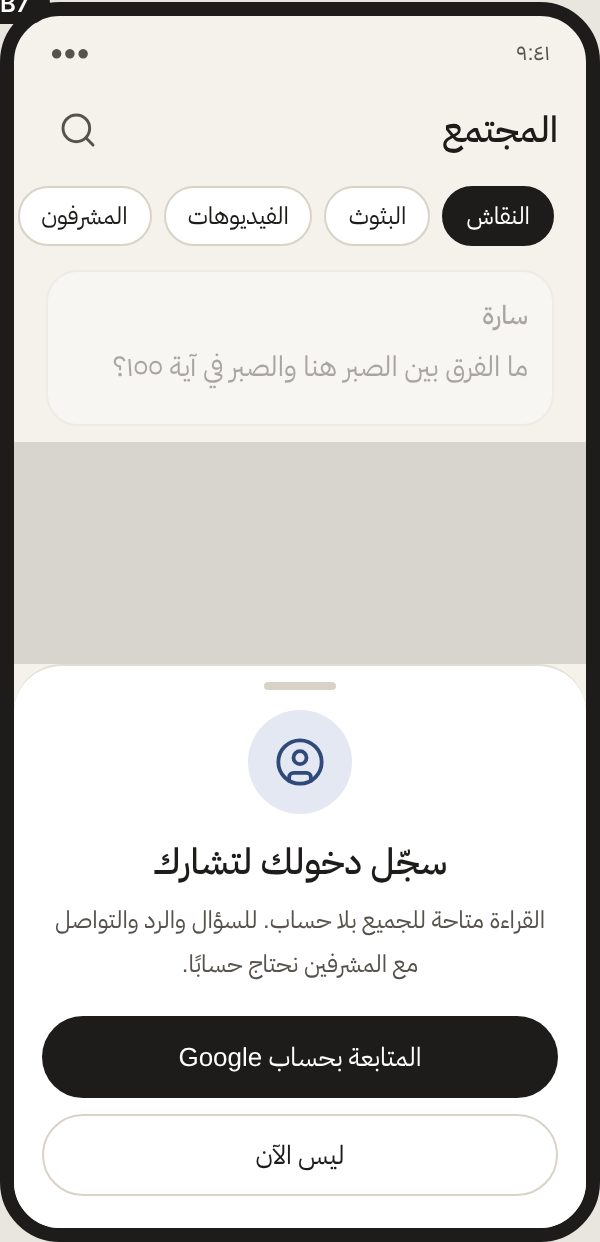 B7
٩:٤١
المجتمع
النقاش
البثوث
الفيديوهات
المشرفون
سارة
ما الفرق بين الصبر هنا والصبر في آية ١٥٥؟
سجّل دخولك لتشارك
القراءة متاحة للجميع بلا حساب. للسؤال والرد والتواصل
مع المشرفين نحتاج حسابًا.
المتابعة بحساب Google
ليس الآن